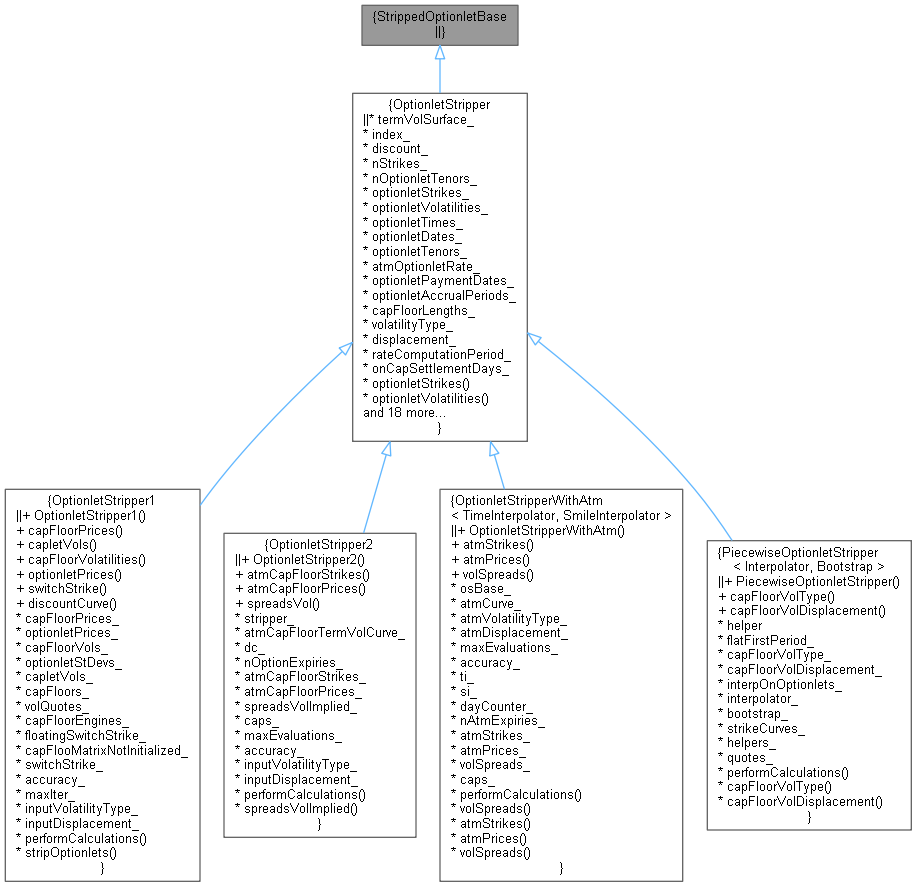 {StrippedOptionletBase
||}
{OptionletStripper
||* termVolSurface_
* index_
* discount_
* nStrikes_
* nOptionletTenors_
* optionletStrikes_
* optionletVolatilities_
* optionletTimes_
* optionletDates_
* optionletTenors_
* atmOptionletRate_
* optionletPaymentDates_
* optionletAccrualPeriods_
* capFloorLengths_
* volatilityType_
* displacement_
* rateComputationPeriod_
* onCapSettlementDays_
* optionletStrikes()
* optionletVolatilities()
and 18 more...
}
{OptionletStripper1
||+ OptionletStripper1()
+ capFloorPrices()
+ capletVols()
+ capFloorVolatilities()
+ optionletPrices()
+ switchStrike()
+ discountCurve()
* capFloorPrices_
* optionletPrices_
* capFloorVols_
* optionletStDevs_
* capletVols_
* capFloors_
* volQuotes_
* capFloorEngines_
* floatingSwitchStrike_
* capFlooMatrixNotInitialized_
* switchStrike_
* accuracy_
* maxIter_
* inputVolatilityType_
* inputDisplacement_
* performCalculations()
* stripOptionlets()
}
{OptionletStripper2
||+ OptionletStripper2()
+ atmCapFloorStrikes()
+ atmCapFloorPrices()
+ spreadsVol()
* stripper_
* atmCapFloorTermVolCurve_
* dc_
* nOptionExpiries_
* atmCapFloorStrikes_
* atmCapFloorPrices_
* spreadsVolImplied_
* caps_
* maxEvaluations_
* accuracy_
* inputVolatilityType_
* inputDisplacement_
* performCalculations()
* spreadsVolImplied()
}
{OptionletStripperWithAtm
< TimeInterpolator, SmileInterpolator >
||+ OptionletStripperWithAtm()
+ atmStrikes()
+ atmPrices()
+ volSpreads()
* osBase_
* atmCurve_
* atmVolatilityType_
* atmDisplacement_
* maxEvaluations_
* accuracy_
* ti_
* si_
* dayCounter_
* nAtmExpiries_
* atmStrikes_
* atmPrices_
* volSpreads_
* caps_
* performCalculations()
* volSpreads()
* atmStrikes()
* atmPrices()
* volSpreads()
}
{PiecewiseOptionletStripper
< Interpolator, Bootstrap >
||+ PiecewiseOptionletStripper()
+ capFloorVolType()
+ capFloorVolDisplacement()
* helper
* flatFirstPeriod_
* capFloorVolType_
* capFloorVolDisplacement_
* interpOnOptionlets_
* interpolator_
* bootstrap_
* strikeCurves_
* helpers_
* quotes_
* performCalculations()
* capFloorVolType()
* capFloorVolDisplacement()
}